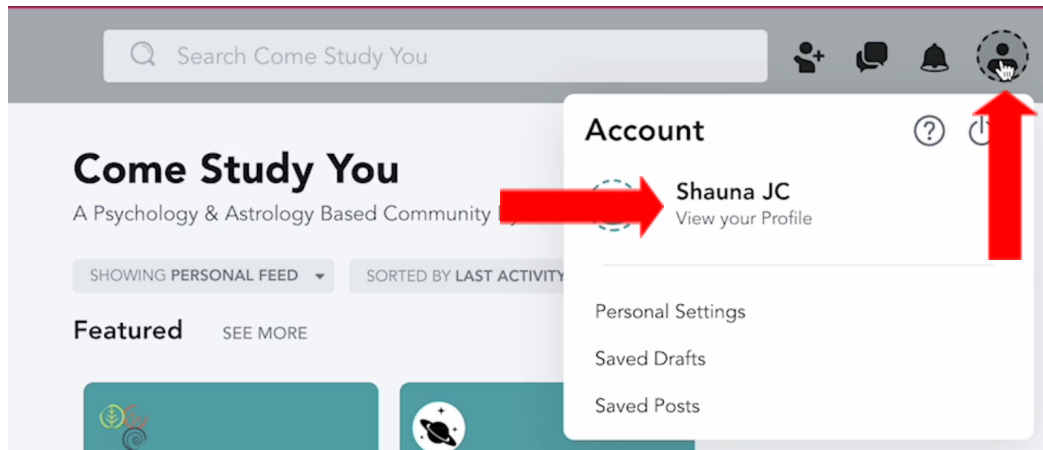 Search Come Study You
Account
Come Study You
A Psychology & Astrology Based Community
Shauna JC
View your Profile
SHOWING PERSONAL FEED
SORTED BY LAST ACTIVITY
Personal Settings
Featured
SEE MORE
Saved Drafts
Saved Posts